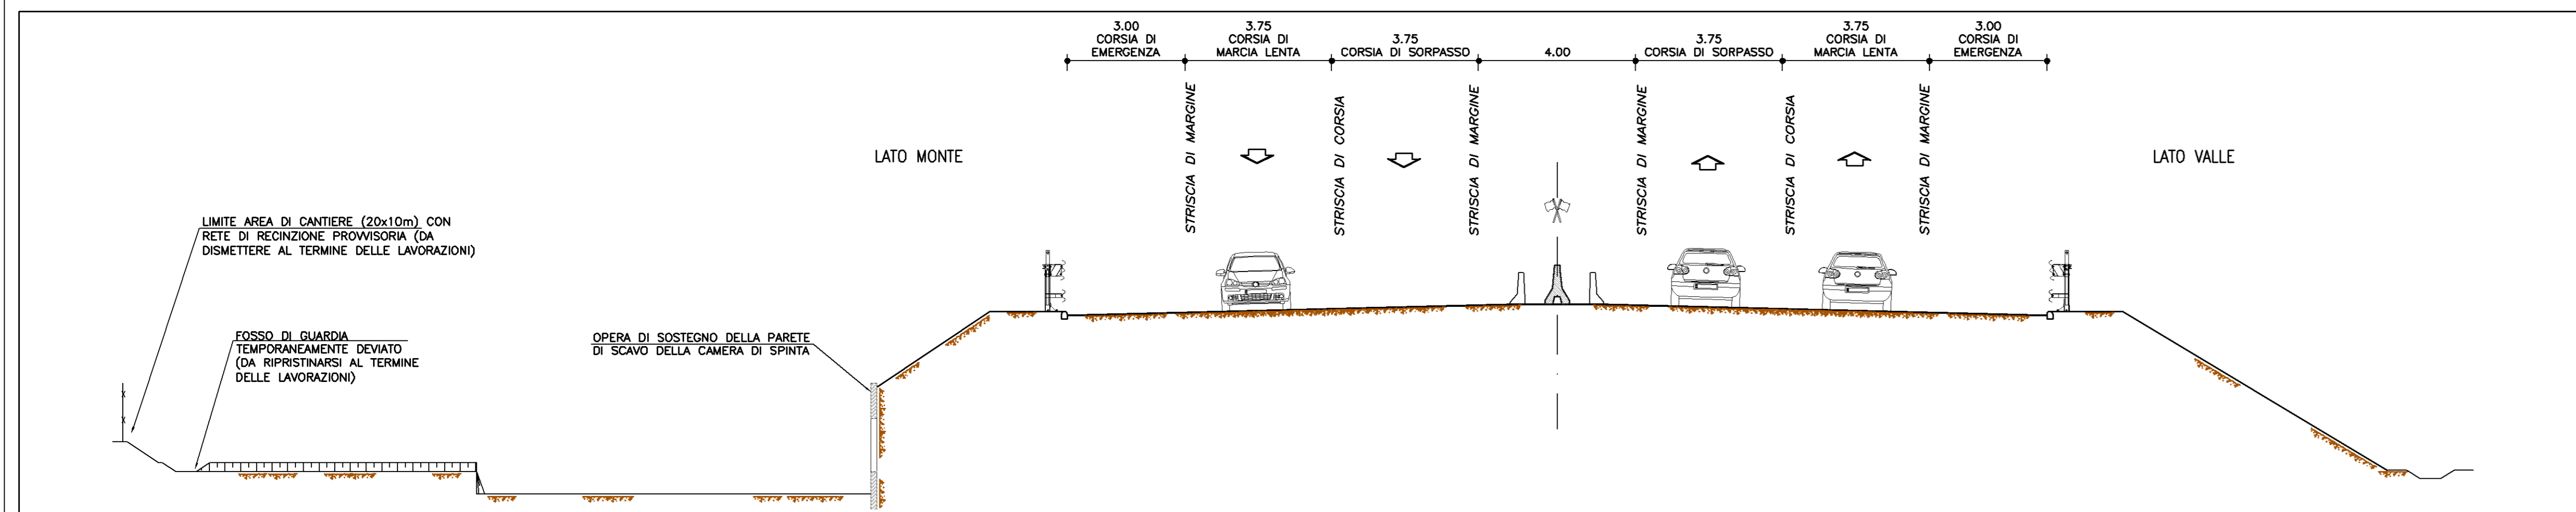 3.00
CORSIA DI
EMERGENZA
3.75
CORSIA DI
MARCIA LENTA
3.75
CORSIA DI SORPASSO
4.00
3.75
CORSIA DI SORPASSO
3.75
CORSIA DI
MARCIA LENTA
3.00
CORSIA DI
EMERGENZA
STRISCIA DI MARGINE
STRISCIA DI CORSIA
STRISCIA DI MARGINE
STRISCIA DI MARGINE
STRISCIA DI CORSIA
STRISCIA DI MARGINE
LATO MONTE
LATO VALLE
LIMITE AREA DI CANTIERE (20x10m) CON
RETE DI RECINZIONE PROVVISORIA (DA
DISMETTERE AL TERMINE DELLE LAVORAZIONI)
FOSSO DI GUARDIA
TEMPORANEAMENTE DEVIATO
(DA RIPRISTINARSI AL TERMINE
DELLE LAVORAZIONI)
OPERA DI SOSTEGNO DELLA PARETE
DI SCAVO DELLA CAMERA DI SPINTA